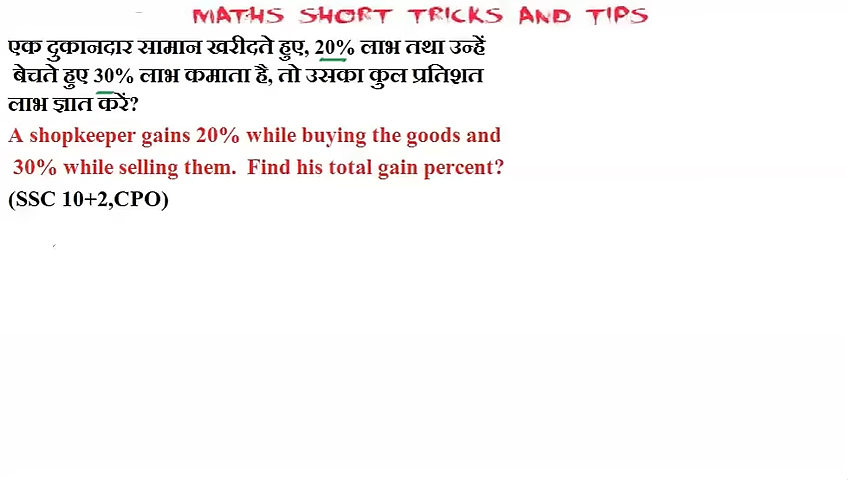 MATHS SHORT TRICKS AND TIPS
एक दुकानदार सामान खरीदते हुए, 20% लाभ तथा उन्हें
बेचते हुए 30% लाभ कमाता है, तो उसका कुल प्रतिशत
लाभ ज्ञात करें?
A shopkeeper gains 20% while buying the goods and
30% while selling them. Find his total gain percent?
(SSC 10+2,CPO)